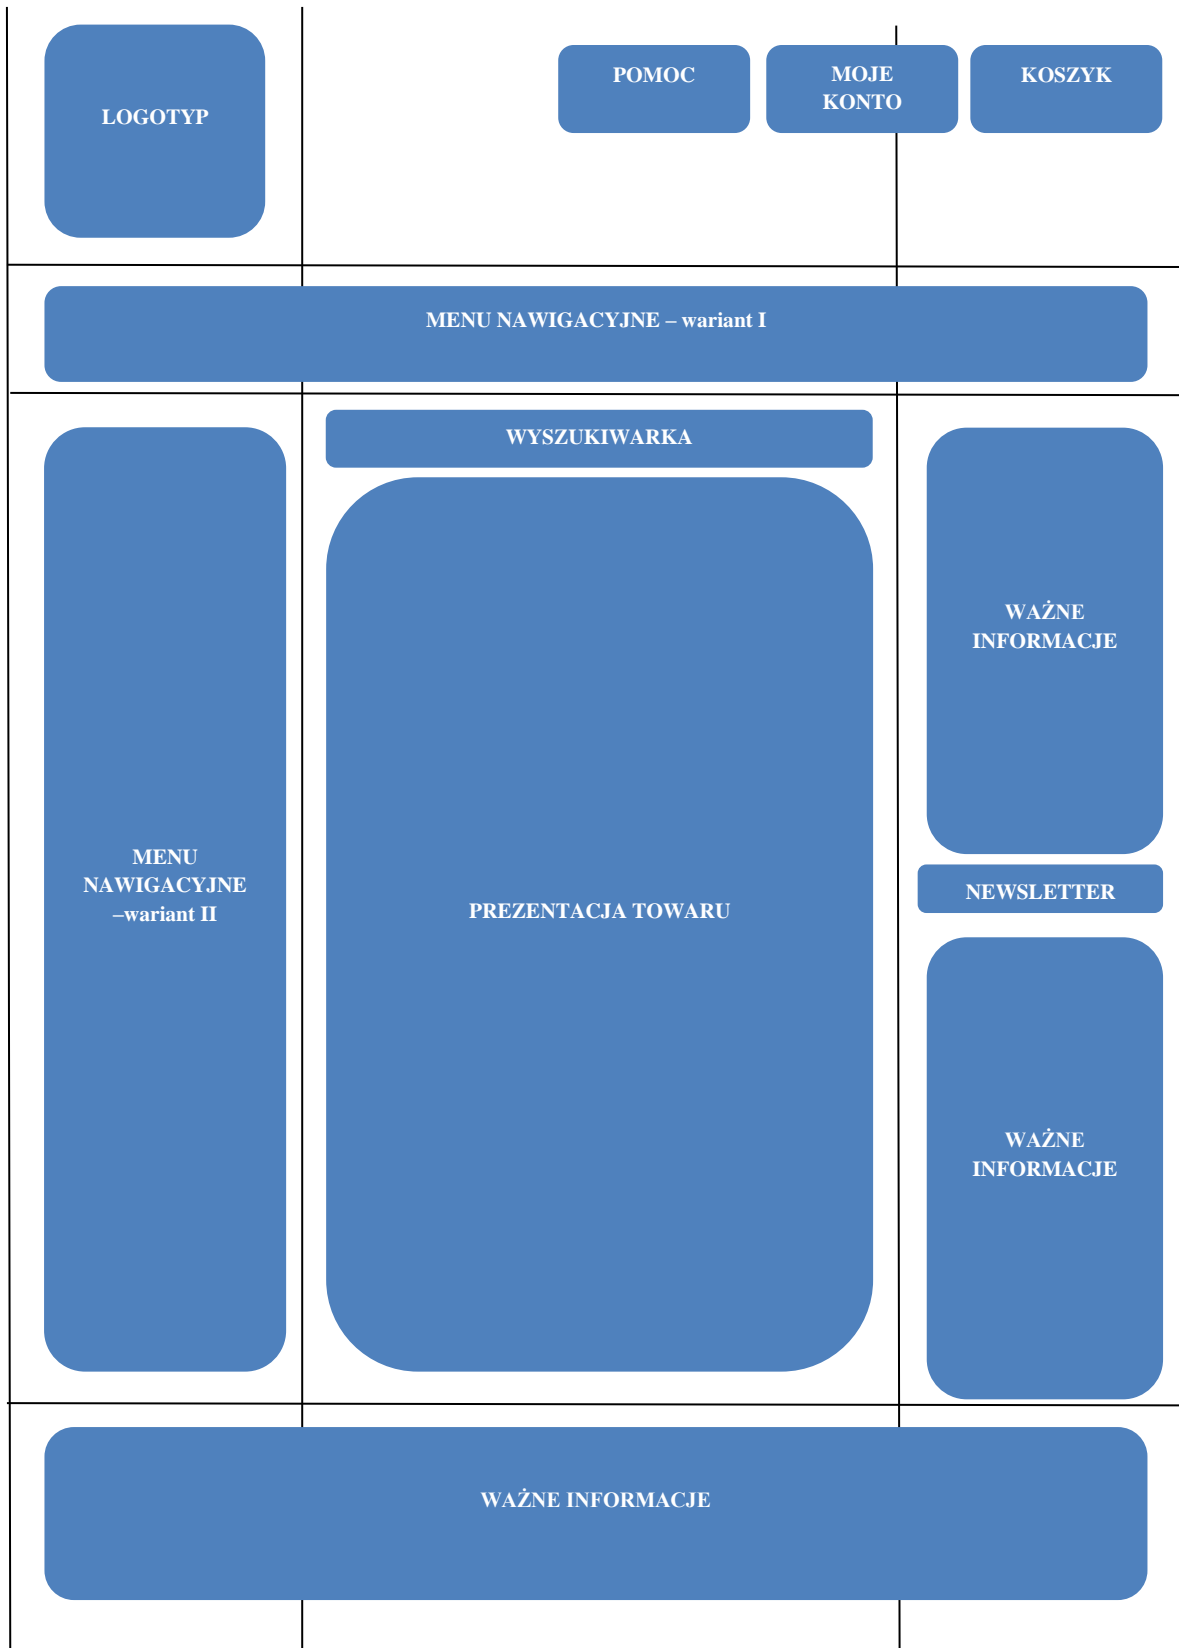 LOGOTYP
POMOC
MOJE
KONTO
KOSZYK
MENU NAWIGACYJNE – wariant I
WYSZUKIWARKA
MENU
NAWIGACYJNE
–wariant II
PREZENTACJA TOWARU
WAŻNE
INFORMACJE
NEWSLETTER
WAŻNE
INFORMACJE
WAŻNE INFORMACJE